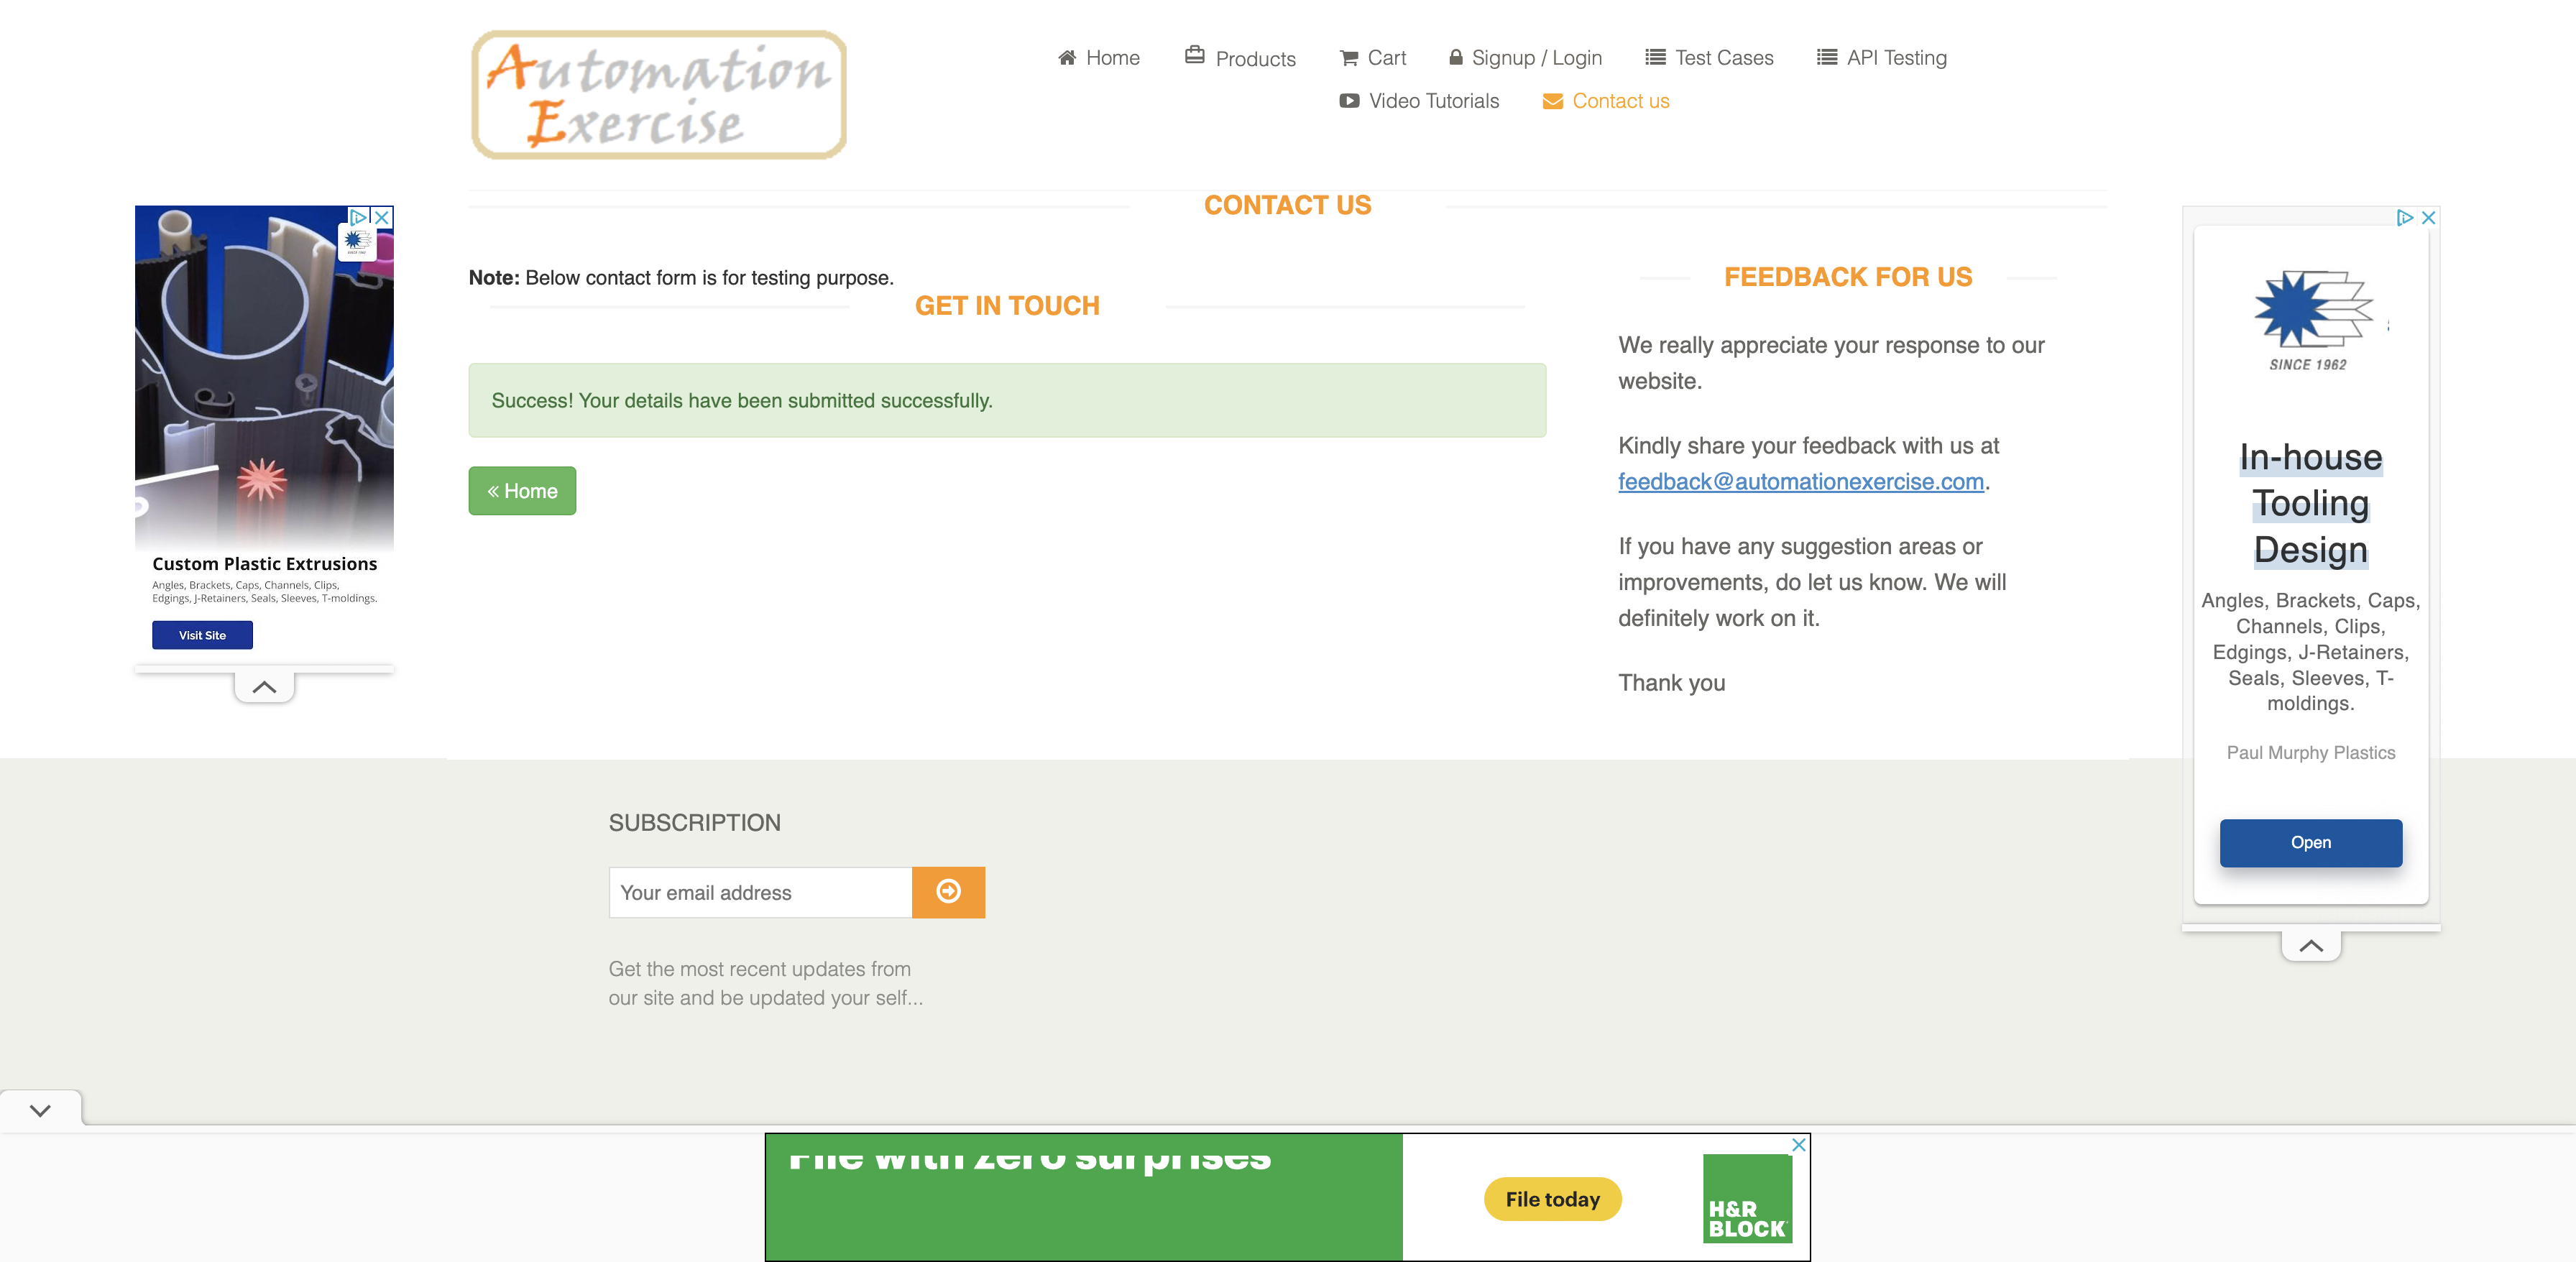 Automation
Exercise
Home
Products
Cart
Signup / Login
Test Cases
API Testing
Video Tutorials
Contact us
CONTACT US
Note: Below contact form is for testing purpose.
GET IN TOUCH
Success! Your details have been submitted successfully.
« Home
FEEDBACK FOR US
We really appreciate your response to our
website.
Kindly share your feedback with us at
feedback@automationexercise.com.
If you have any suggestion areas or
improvements, do let us know. We will
definitely work on it.
Thank you
Custom Plastic Extrusions
Angles, Brackets, Caps, Channels, Clips,
Edgings, J-Retainers, Seals, Sleeves, T-moldings.
Visit Site
SINCE 1962
In-house
Tooling
Design
Angles, Brackets, Caps,
Channels, Clips,
Edgings, J-Retainers,
Seals, Sleeves, T-
moldings.
Paul Murphy Plastics
Open
SUBSCRIPTION
Your email address
Get the most recent updates from
our site and be updated your self...
File with zero surprises
File today
H&R
BLOCK